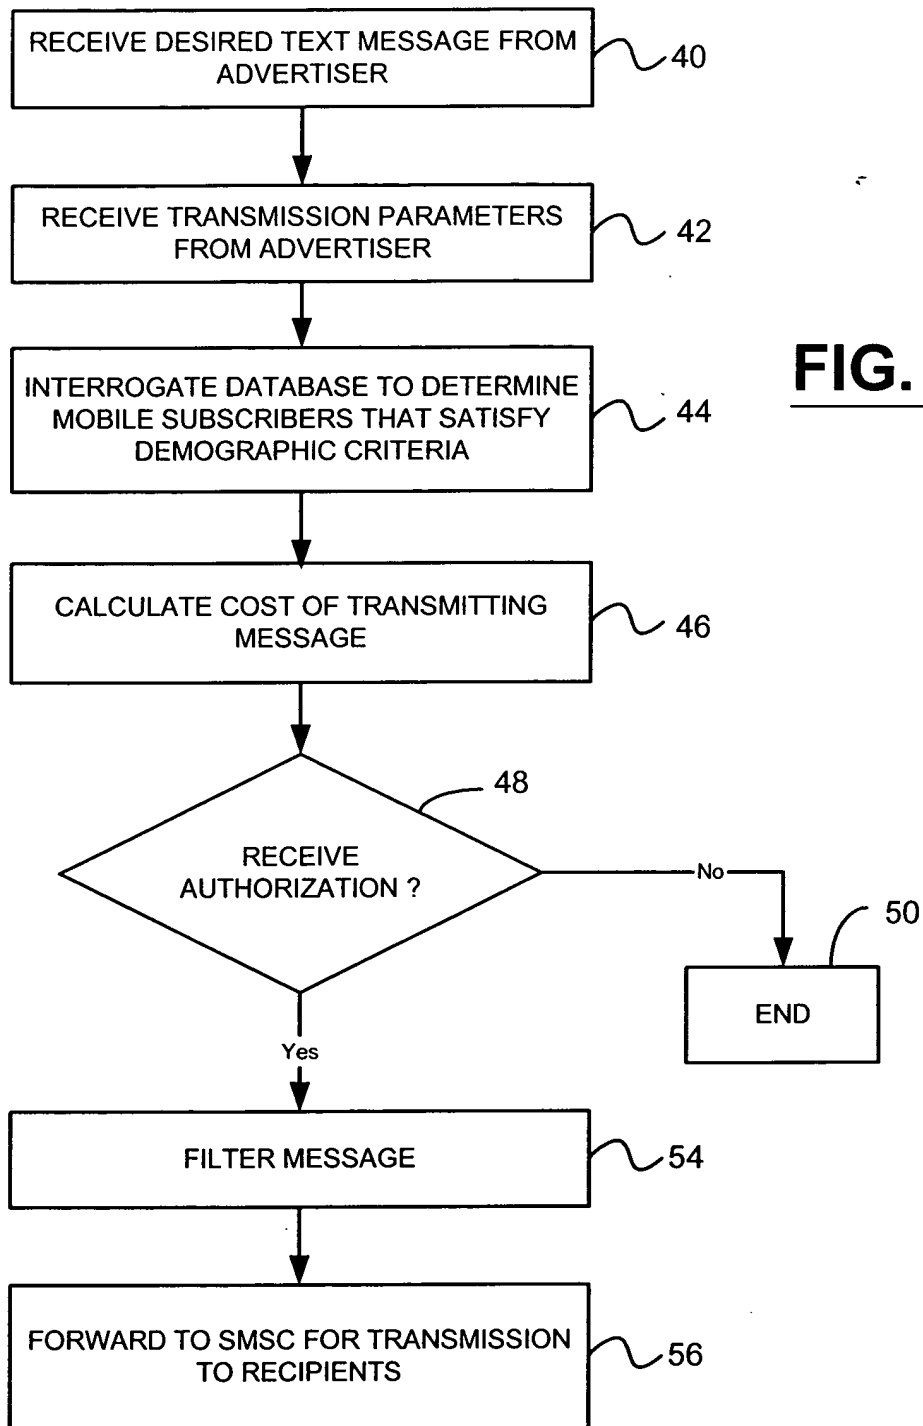 RECEIVE DESIRED TEXT MESSAGE FROM
ADVERTISER
40
RECEIVE TRANSMISSION PARAMETERS
FROM ADVERTISER
42
INTERROGATE DATABASE TO DETERMINE
MOBILE SUBSCRIBERS THAT SATISFY
DEMOGRAPHIC CRITERIA
44
FIG.
CALCULATE COST OF TRANSMITTING
MESSAGE
46
48
RECEIVE
AUTHORIZATION ?
No
50
END
Yes
FILTER MESSAGE
54
FORWARD TO SMSC FOR TRANSMISSION
TO RECIPIENTS
56